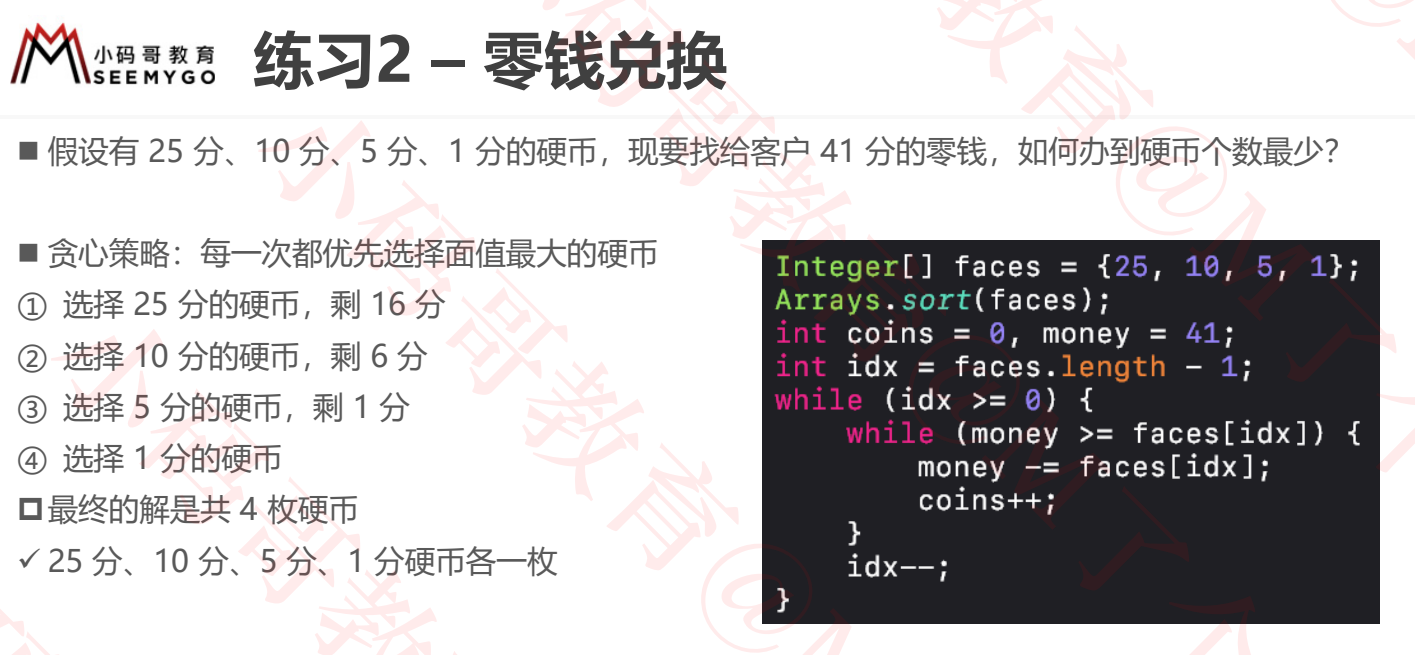 小码哥教育
SEEMYGO
练习2 – 零钱兑换
■ 假设有 25 分、10 分、5 分、1 分的硬币，现要找给客户 41 分的零钱，如何办到硬币个数最少？
■ 贪心策略：每一次都优先选择面值最大的硬币
① 选择 25 分的硬币，剩 16 分
② 选择 10 分的硬币，剩 6 分
③ 选择 5 分的硬币，剩 1 分
④ 选择 1 分的硬币
最终的解是共 4 枚硬币
✓ 25 分、10 分、5 分、1 分硬币各一枚
Integer[] faces = {25, 10, 5, 1};
Arrays.sort(faces);
int coins = 0, money = 41;
int idx = faces.length - 1;
while (idx >= 0) {
    while (money >= faces[idx]) {
        money -= faces[idx];
        coins++;
    }
    idx--;
}
小码哥教育@M了个